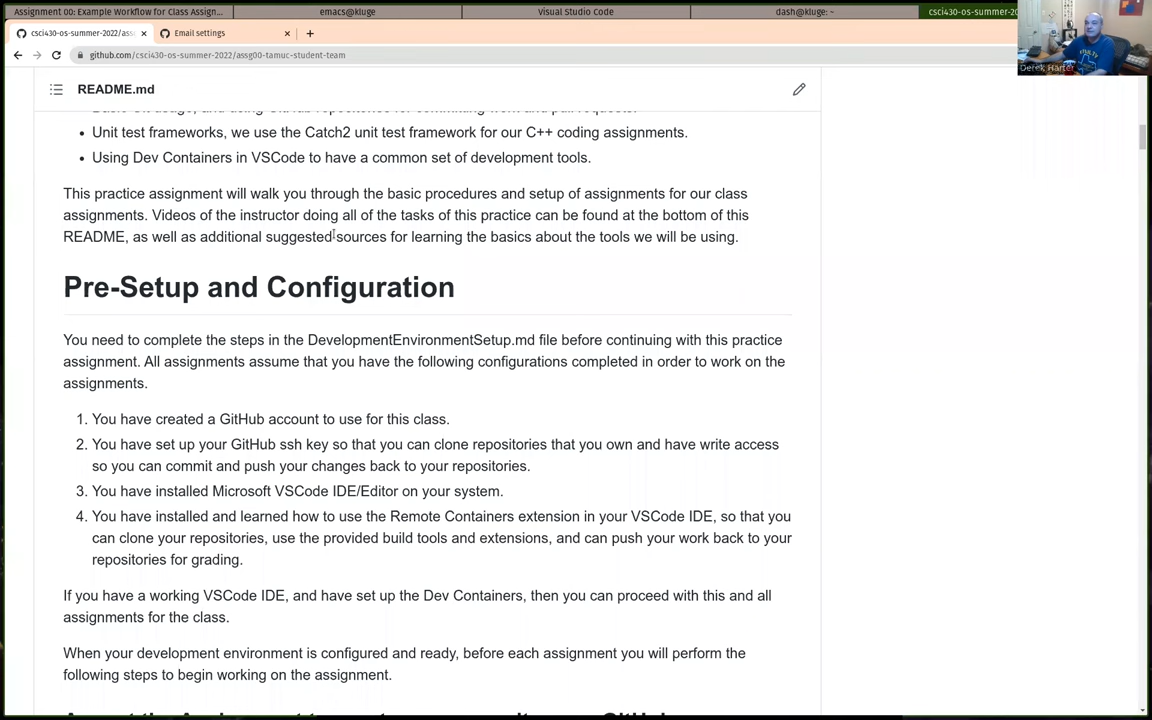 Assignment 00: Example Workflow for Class Assign...
emacs@kluge
Visual Studio Code
dash@kluge: ~
csci430-os-summer-20
csci430-os-summer-2022/ass
Email settings
github.com/csci430-os-summer-2022/assg00-tamuc-student-team
Derek Harter
README.md
Unit test frameworks, we use the Catch2 unit test framework for our C++ coding assignments.
Using Dev Containers in VSCode to have a common set of development tools.
This practice assignment will walk you through the basic procedures and setup of assignments for our class
assignments. Videos of the instructor doing all of the tasks of this practice can be found at the bottom of this
README, as well as additional suggested sources for learning the basics about the tools we will be using.
Pre-Setup and Configuration
You need to complete the steps in the DevelopmentEnvironmentSetup.md file before continuing with this practice
assignment. All assignments assume that you have the following configurations completed in order to work on the
assignments.
1. You have created a GitHub account to use for this class.
2. You have set up your GitHub ssh key so that you can clone repositories that you own and have write access
so you can commit and push your changes back to your repositories.
3. You have installed Microsoft VSCode IDE/Editor on your system.
4. You have installed and learned how to use the Remote Containers extension in your VSCode IDE, so that you
can clone your repositories, use the provided build tools and extensions, and can push your work back to your
repositories for grading.
If you have a working VSCode IDE, and have set up the Dev Containers, then you can proceed with this and all
assignments for the class.
When your development environment is configured and ready, before each assignment you will perform the
following steps to begin working on the assignment.